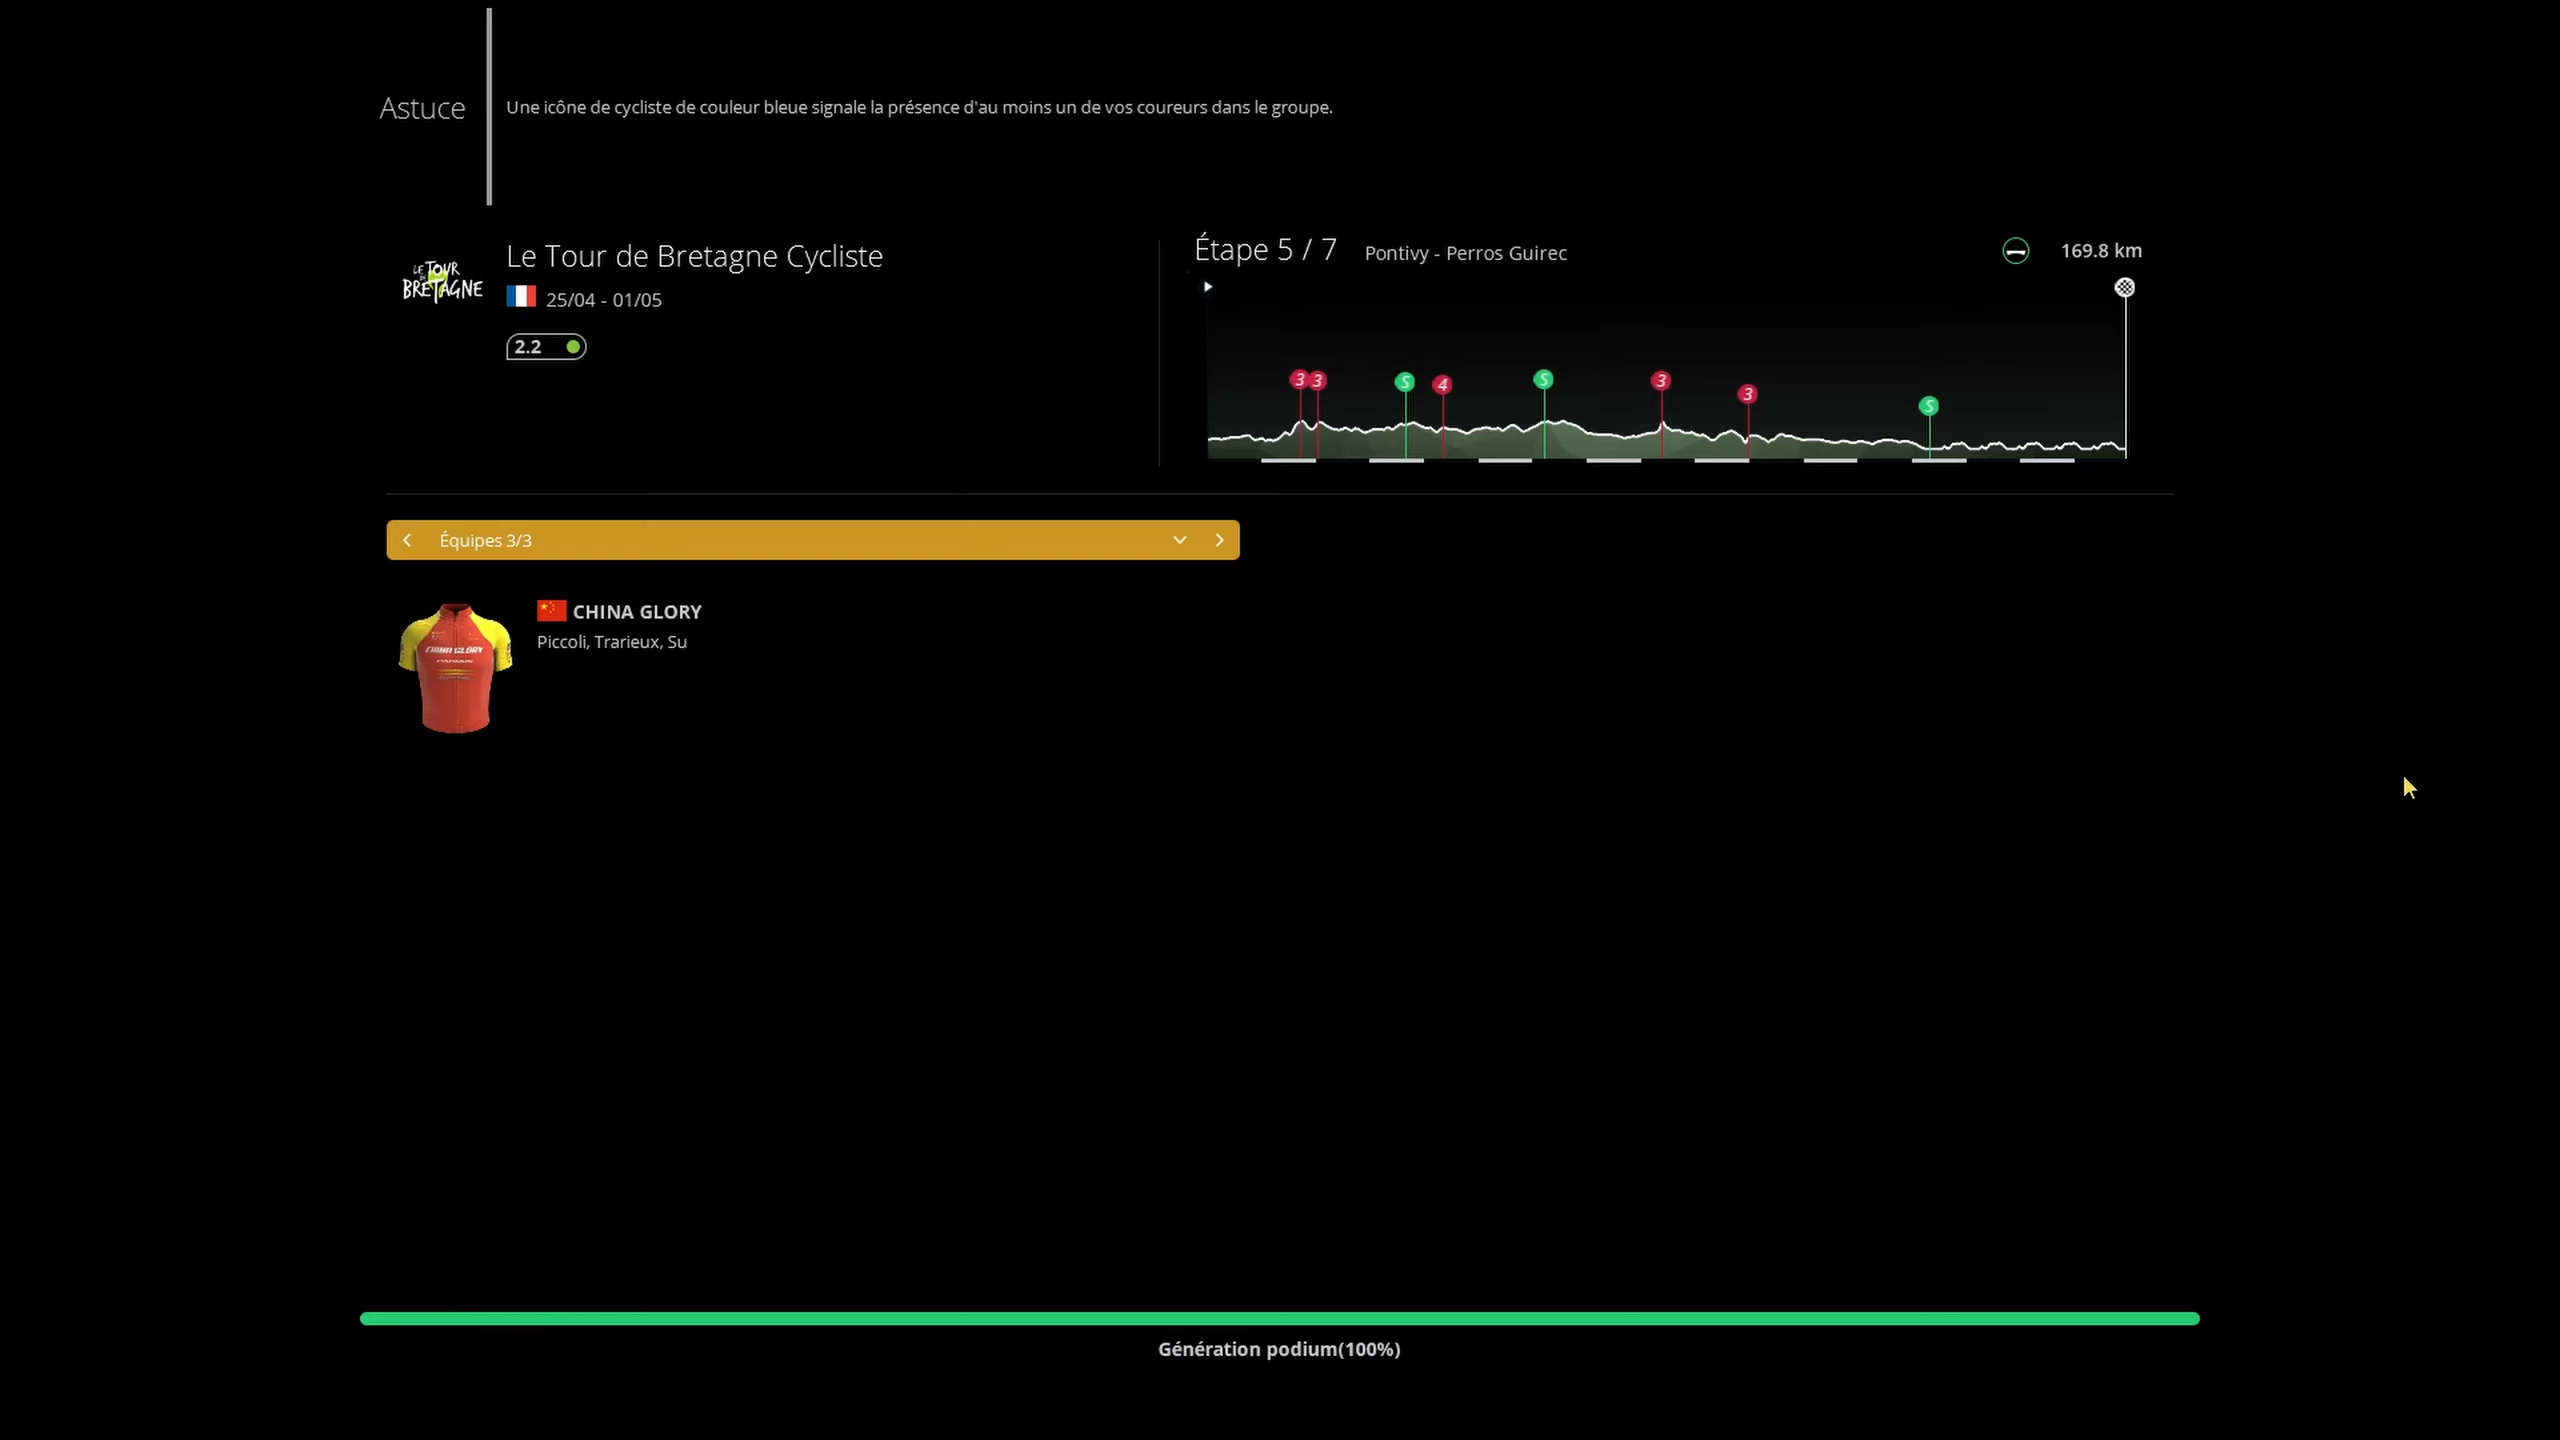 Astuce
Une icône de cycliste de couleur bleue signale la présence d'au moins un de vos coureurs dans le groupe.
LE TOUR
BRETAGNE
Le Tour de Bretagne Cycliste
25/04 - 01/05
2.2
Étape 5 / 7 Pontivy - Perros Guirec 169.8 km
3 3 S 4 S 3 3 S
Équipes 3/3
CHINA GLORY
Piccoli, Trarieux, Su
CHINA GLORY
Génération podium(100%)